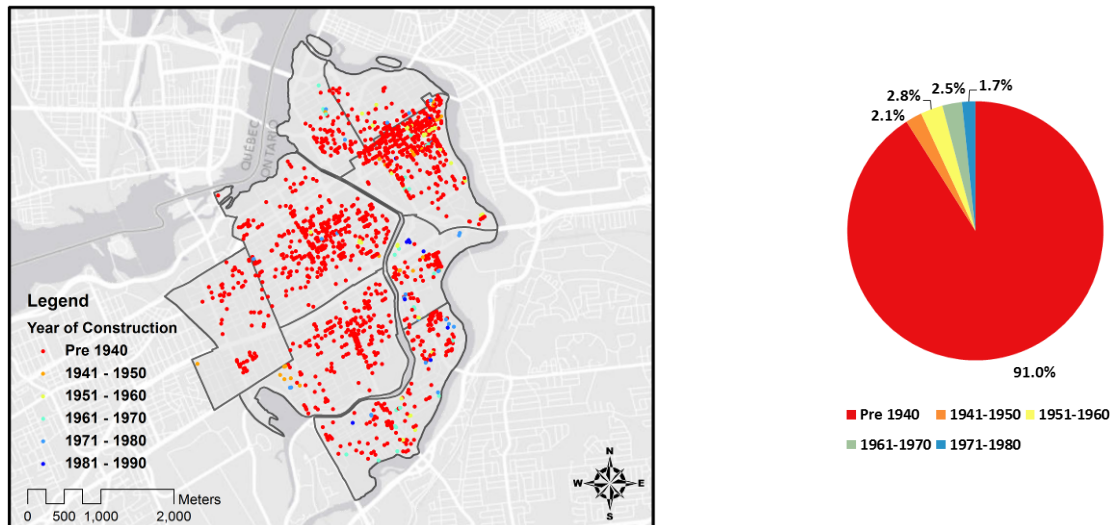 QUÉBEC
ONTARIO
Legend
Year of Construction
Pre 1940
1941 - 1950
1951 - 1960
1961 - 1970
1971 - 1980
1981 - 1990
0 500 1,000 2,000
Meters
N
W E
S
2.8% 2.5% 1.7%
2.1%
91.0%
Pre 1940 1941-1950 1951-1960
1961-1970 1971-1980